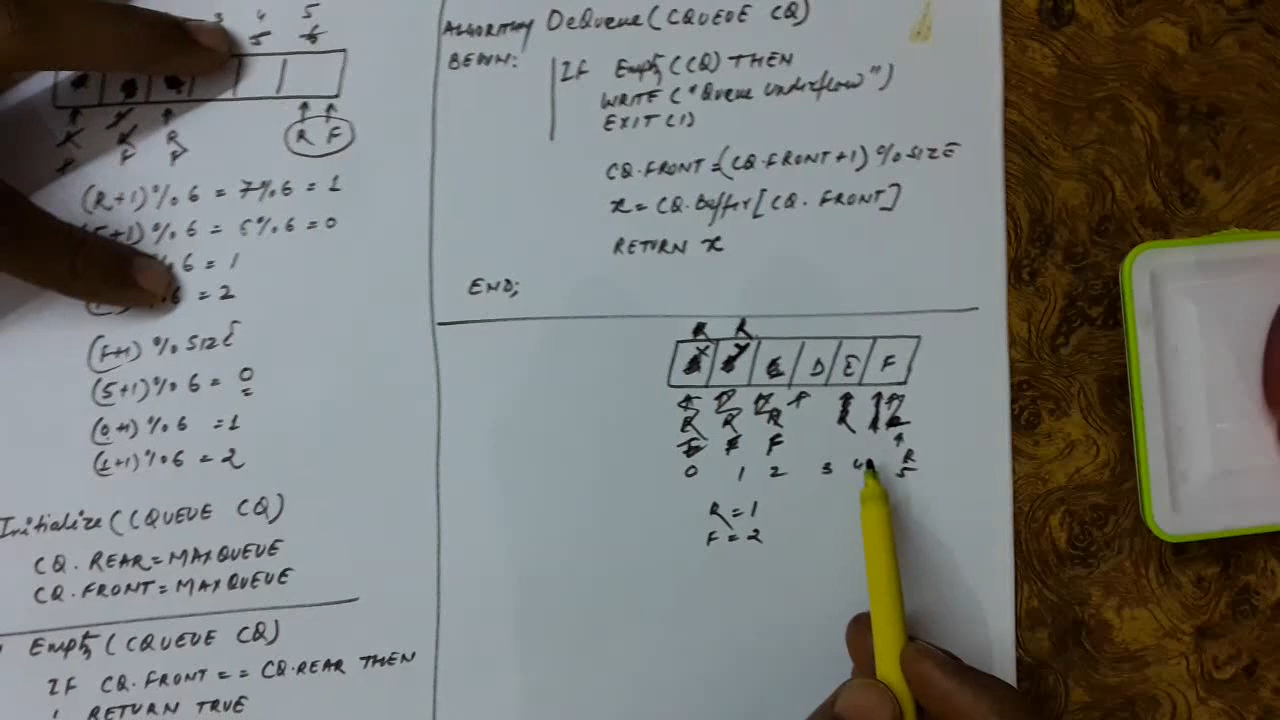 3 4 5
5 6
R F
R
F
F
(R+1)%6 = 7%6 = 1
+1)%6 = 6%6 = 0
%6 = 1
6 = 2
(F+1) % SIZE
(5+1)%6 = 0
(0+1)%6 = 1
(1+1)%6 = 2
Initialize(CQUEUE CQ)
CQ.REAR=MAXQUEUE
CQ.FRONT=MAXQUEUE
Empty(CQUEUE CQ)
IF CQ.FRONT == CQ.REAR THEN
RETURN TRUE
ALGORITHM DeQueue(CQUEUE CQ)
BEGIN:
IF Empty(CQ) THEN
WRITE ("Queue Underflow")
EXIT(1)
CQ.FRONT=(CQ.FRONT+1)%SIZE
x=CQ.Buffer[CQ.FRONT]
RETURN x
END;
R R
C D E F
R R R R
F F F
R
0 1 2 3 4 5
R=1
F=2